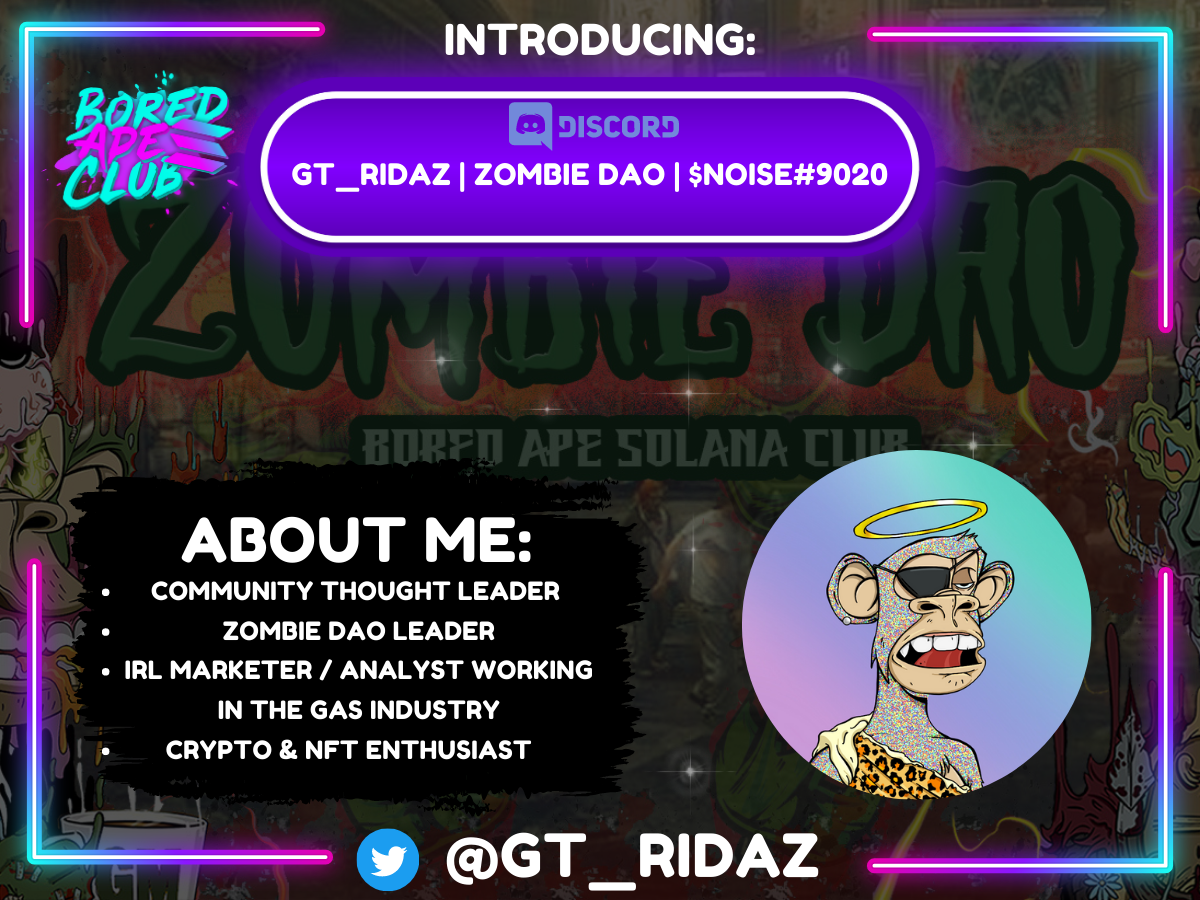 INTRODUCING:
BORED
APE
CLUB
DISCORD
GT_RIDAZ | ZOMBIE DAO | $NOISE#9020
ZOMBIE DAO
BORED APE SOLANA CLUB
ABOUT ME:
• COMMUNITY THOUGHT LEADER
• ZOMBIE DAO LEADER
• IRL MARKETER / ANALYST WORKING
IN THE GAS INDUSTRY
• CRYPTO & NFT ENTHUSIAST
GM
@GT_RIDAZ